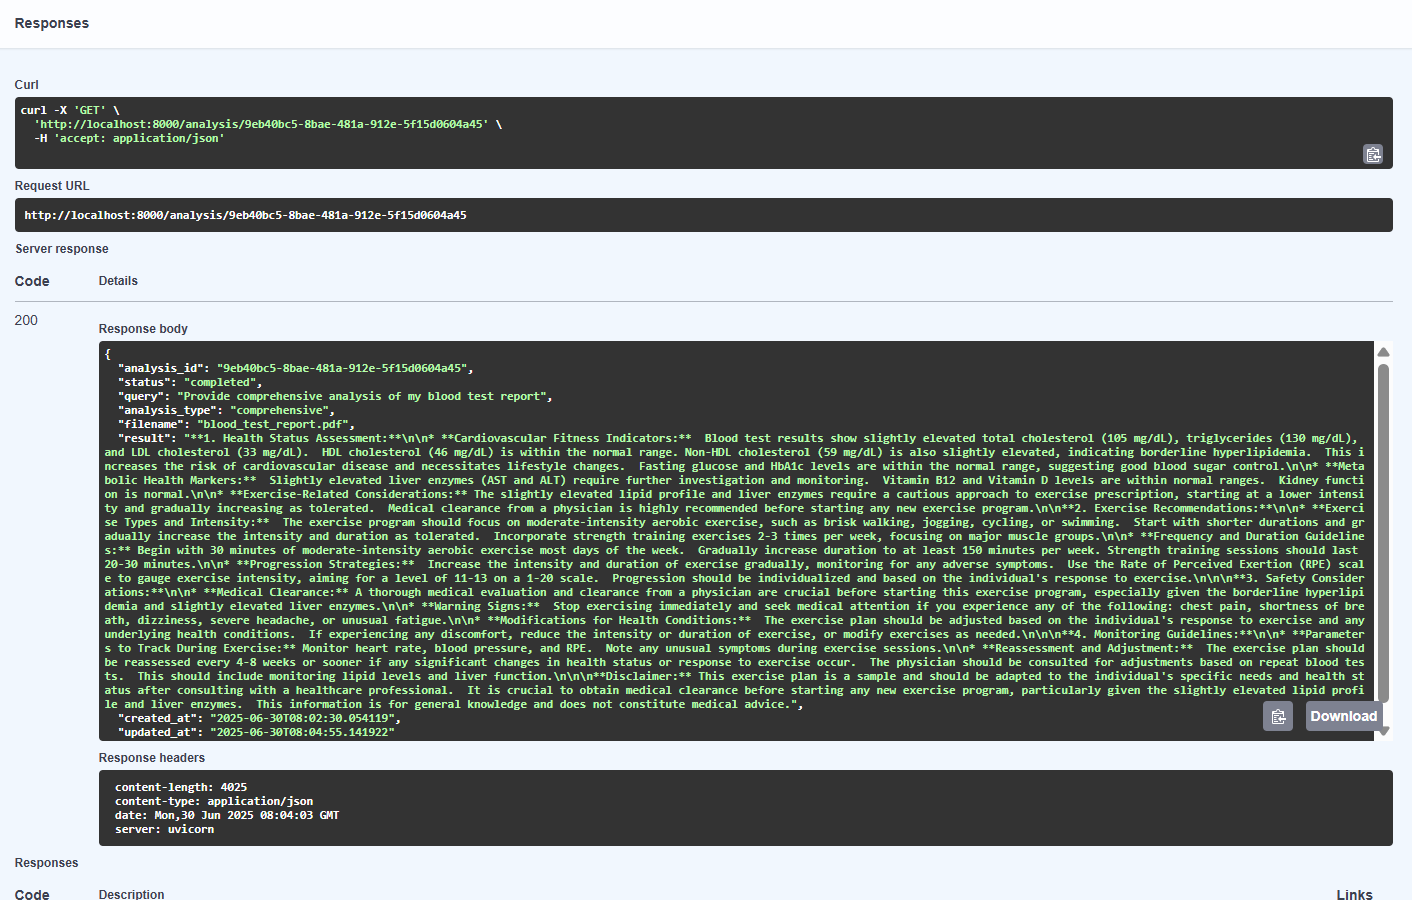 Responses
Curl
curl -X 'GET' \
'http://localhost:8000/analysis/9eb40bc5-8bae-481a-912e-5f15d0604a45' \
-H 'accept: application/json'
Request URL
http://localhost:8000/analysis/9eb40bc5-8bae-481a-912e-5f15d0604a45
Server response
Code Details
200
Response body
{
"analysis_id": "9eb40bc5-8bae-481a-912e-5f15d0604a45",
"status": "completed",
"query": "Provide comprehensive analysis of my blood test report",
"analysis_type": "comprehensive",
"filename": "blood_test_report.pdf",
"result": "**1. Health Status Assessment:**\n\n* **Cardiovascular Fitness Indicators:**  Blood test results show slightly elevated total cholesterol (105 mg/dL), triglycerides (130 mg/dL),
and LDL cholesterol (33 mg/dL).  HDL cholesterol (46 mg/dL) is within the normal range. Non-HDL cholesterol (59 mg/dL) is also slightly elevated, indicating borderline hyperlipidemia.  This i
ncreases the risk of cardiovascular disease and necessitates lifestyle changes.  Fasting glucose and HbA1c levels are within the normal range, suggesting good blood sugar control.\n\n* **Meta
bolic Health Markers:**  Slightly elevated liver enzymes (AST and ALT) require further investigation and monitoring.  Vitamin B12 and Vitamin D levels are within normal ranges.  Kidney functi
on is normal.\n\n* **Exercise-Related Considerations:** The slightly elevated lipid profile and liver enzymes require a cautious approach to exercise prescription, starting at a lower intensi
ty and gradually increasing as tolerated.  Medical clearance from a physician is highly recommended before starting any new exercise program.\n\n**2. Exercise Recommendations:**\n\n* **Exerci
se Types and Intensity:**  The exercise program should focus on moderate-intensity aerobic exercise, such as brisk walking, jogging, cycling, or swimming.  Start with shorter durations and gr
adually increase the intensity and duration as tolerated.  Incorporate strength training exercises 2-3 times per week, focusing on major muscle groups.\n\n* **Frequency and Duration Guideline
s:** Begin with 30 minutes of moderate-intensity aerobic exercise most days of the week.  Gradually increase duration to at least 150 minutes per week. Strength training sessions should last
20-30 minutes.\n\n* **Progression Strategies:**  Increase the intensity and duration of exercise gradually, monitoring for any adverse symptoms.  Use the Rate of Perceived Exertion (RPE) scal
e to gauge exercise intensity, aiming for a level of 11-13 on a 1-20 scale.  Progression should be individualized and based on the individual's response to exercise.\n\n\n**3. Safety Consider
ations:**\n\n* **Medical Clearance:** A thorough medical evaluation and clearance from a physician are crucial before starting this exercise program, especially given the borderline hyperlipi
demia and slightly elevated liver enzymes.\n\n* **Warning Signs:**  Stop exercising immediately and seek medical attention if you experience any of the following: chest pain, shortness of bre
ath, dizziness, severe headache, or unusual fatigue.\n\n* **Modifications for Health Conditions:**  The exercise plan should be adjusted based on the individual's response to exercise and any
underlying health conditions.  If experiencing any discomfort, reduce the intensity or duration of exercise, or modify exercises as needed.\n\n\n**4. Monitoring Guidelines:**\n\n* **Parameter
s to Track During Exercise:** Monitor heart rate, blood pressure, and RPE.  Note any unusual symptoms during exercise sessions.\n\n* **Reassessment and Adjustment:**  The exercise plan should
be reassessed every 4-8 weeks or sooner if any significant changes in health status or response to exercise occur.  The physician should be consulted for adjustments based on repeat blood tes
ts.  This should include monitoring lipid levels and liver function.\n\n\n**Disclaimer:** This exercise plan is a sample and should be adapted to the individual's specific needs and health st
atus after consulting with a healthcare professional.  It is crucial to obtain medical clearance before starting any new exercise program, particularly given the slightly elevated lipid profi
le and liver enzymes.  This information is for general knowledge and does not constitute medical advice.",
"created_at": "2025-06-30T08:02:30.054119",
"updated_at": "2025-06-30T08:04:55.141922"
Download
Response headers
content-length: 4025
content-type: application/json
date: Mon,30 Jun 2025 08:04:03 GMT
server: uvicorn
Responses
Code Description Links